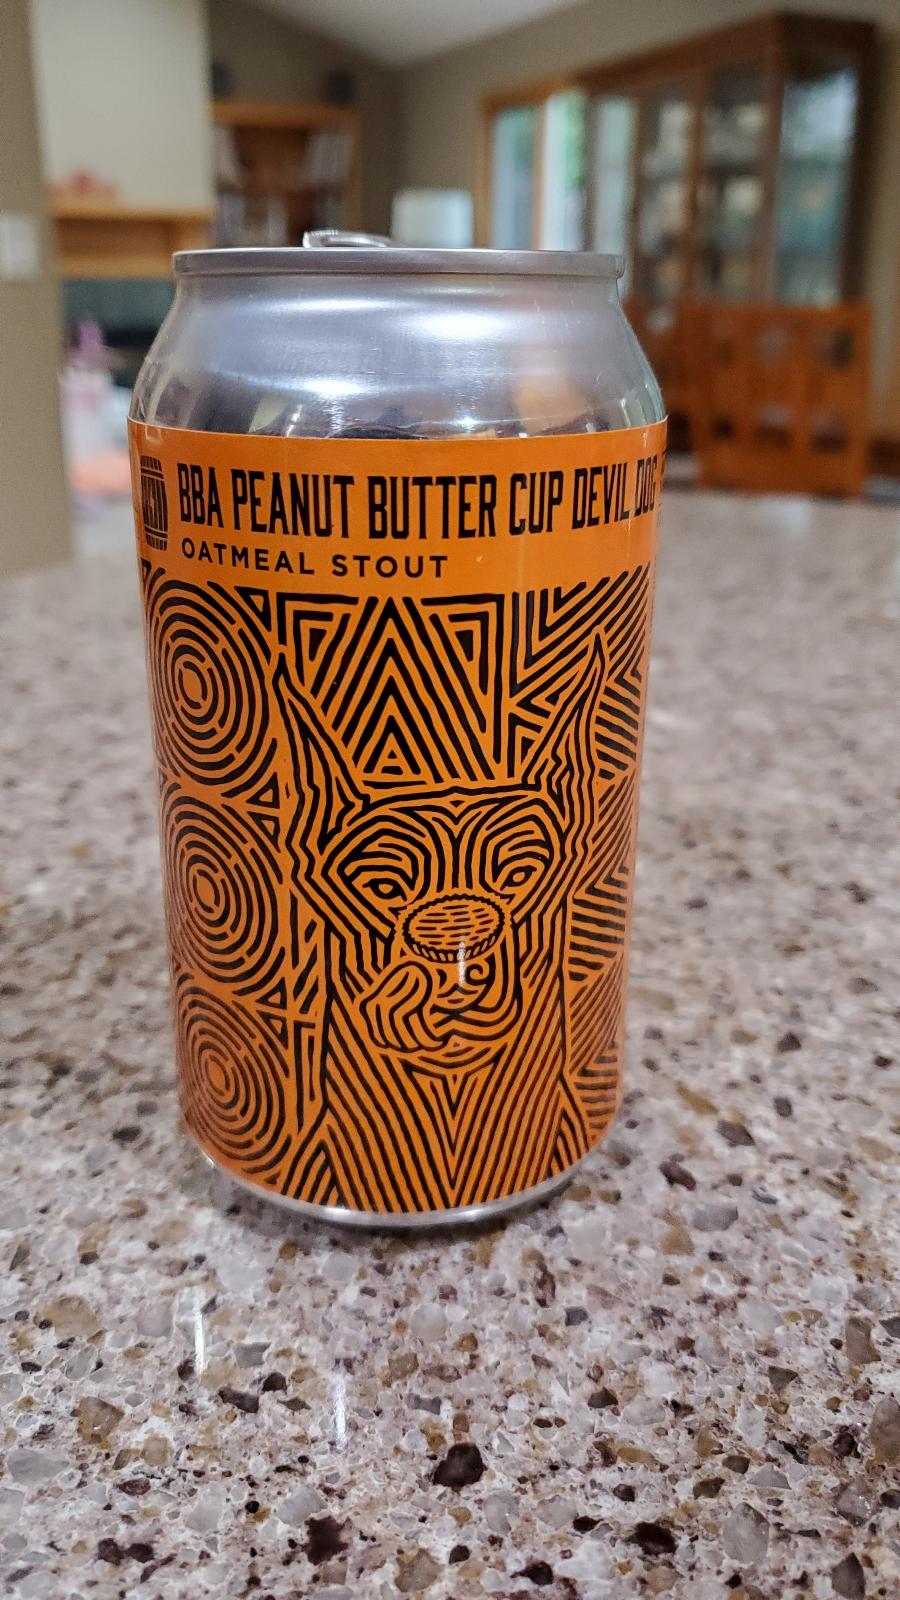 BBA PEANUT BUTTER CUP DEVIL DOG
OATMEAL STOUT